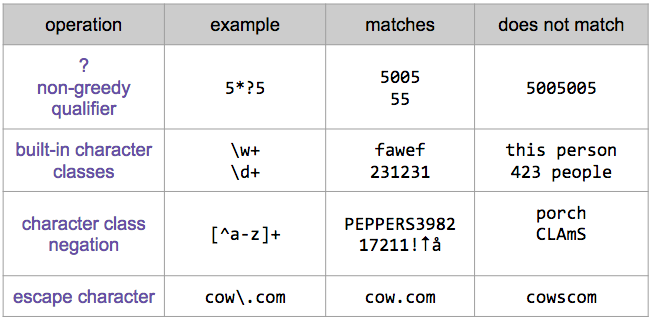 operation example matches does not match
?
non-greedy
qualifier
5*?5
5005
55
5005005
built-in character
classes
\w+
\d+
fawef
231231
this person
423 people
character class
negation
[^a-z]+
PEPPERS3982
17211!↑å
porch
CLAmS
escape character cow\.com cow.com cowscom